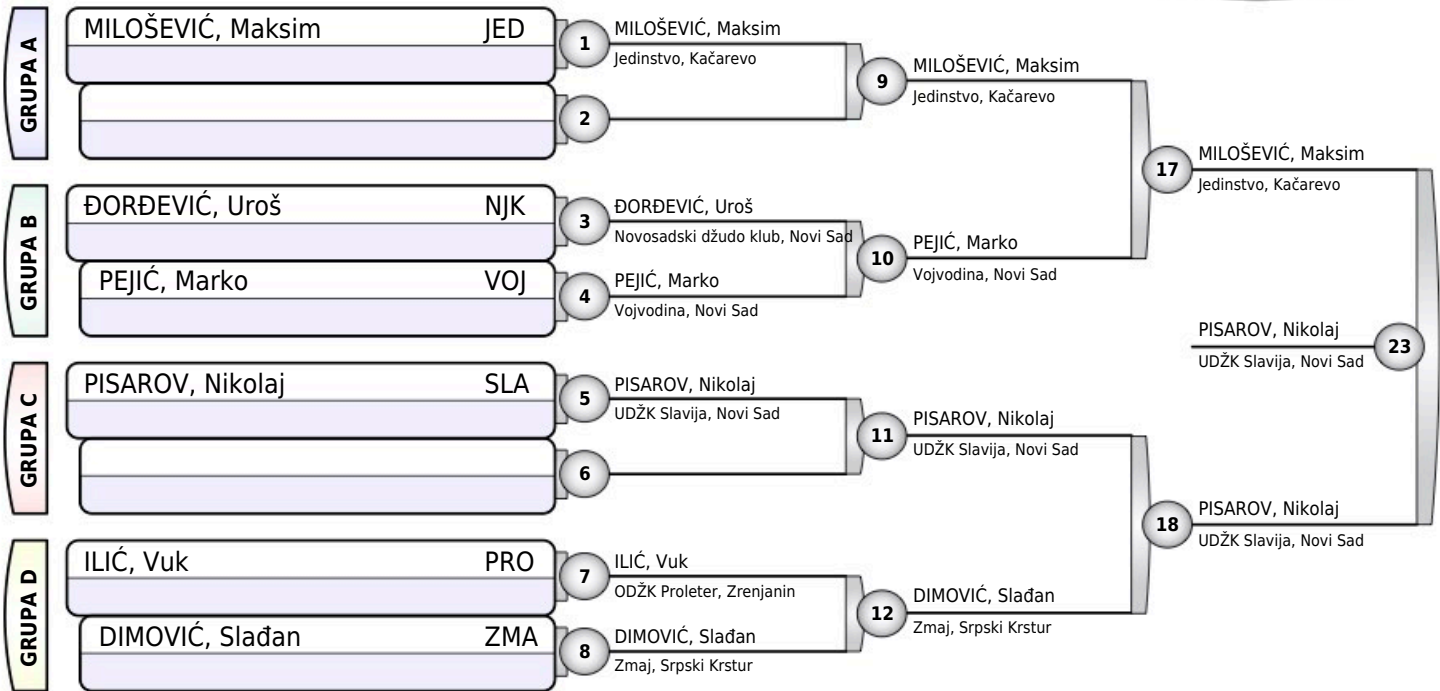 GRUPA A
MILOŠEVIĆ, Maksim JED
1
MILOŠEVIĆ, Maksim
Jedinstvo, Kačarevo
2
9
MILOŠEVIĆ, Maksim
Jedinstvo, Kačarevo
17
MILOŠEVIĆ, Maksim
Jedinstvo, Kačarevo
GRUPA B
ĐORĐEVIĆ, Uroš NJK
3
ĐORĐEVIĆ, Uroš
Novosadski džudo klub, Novi Sad
PEJIĆ, Marko VOJ
4
PEJIĆ, Marko
Vojvodina, Novi Sad
10
PEJIĆ, Marko
Vojvodina, Novi Sad
PISAROV, Nikolaj
UDŽK Slavija, Novi Sad
23
GRUPA C
PISAROV, Nikolaj SLA
5
PISAROV, Nikolaj
UDŽK Slavija, Novi Sad
6
11
PISAROV, Nikolaj
UDŽK Slavija, Novi Sad
18
PISAROV, Nikolaj
UDŽK Slavija, Novi Sad
GRUPA D
ILIĆ, Vuk PRO
7
ILIĆ, Vuk
ODŽK Proleter, Zrenjanin
DIMOVIĆ, Slađan ZMA
8
DIMOVIĆ, Slađan
Zmaj, Srpski Krstur
12
DIMOVIĆ, Slađan
Zmaj, Srpski Krstur